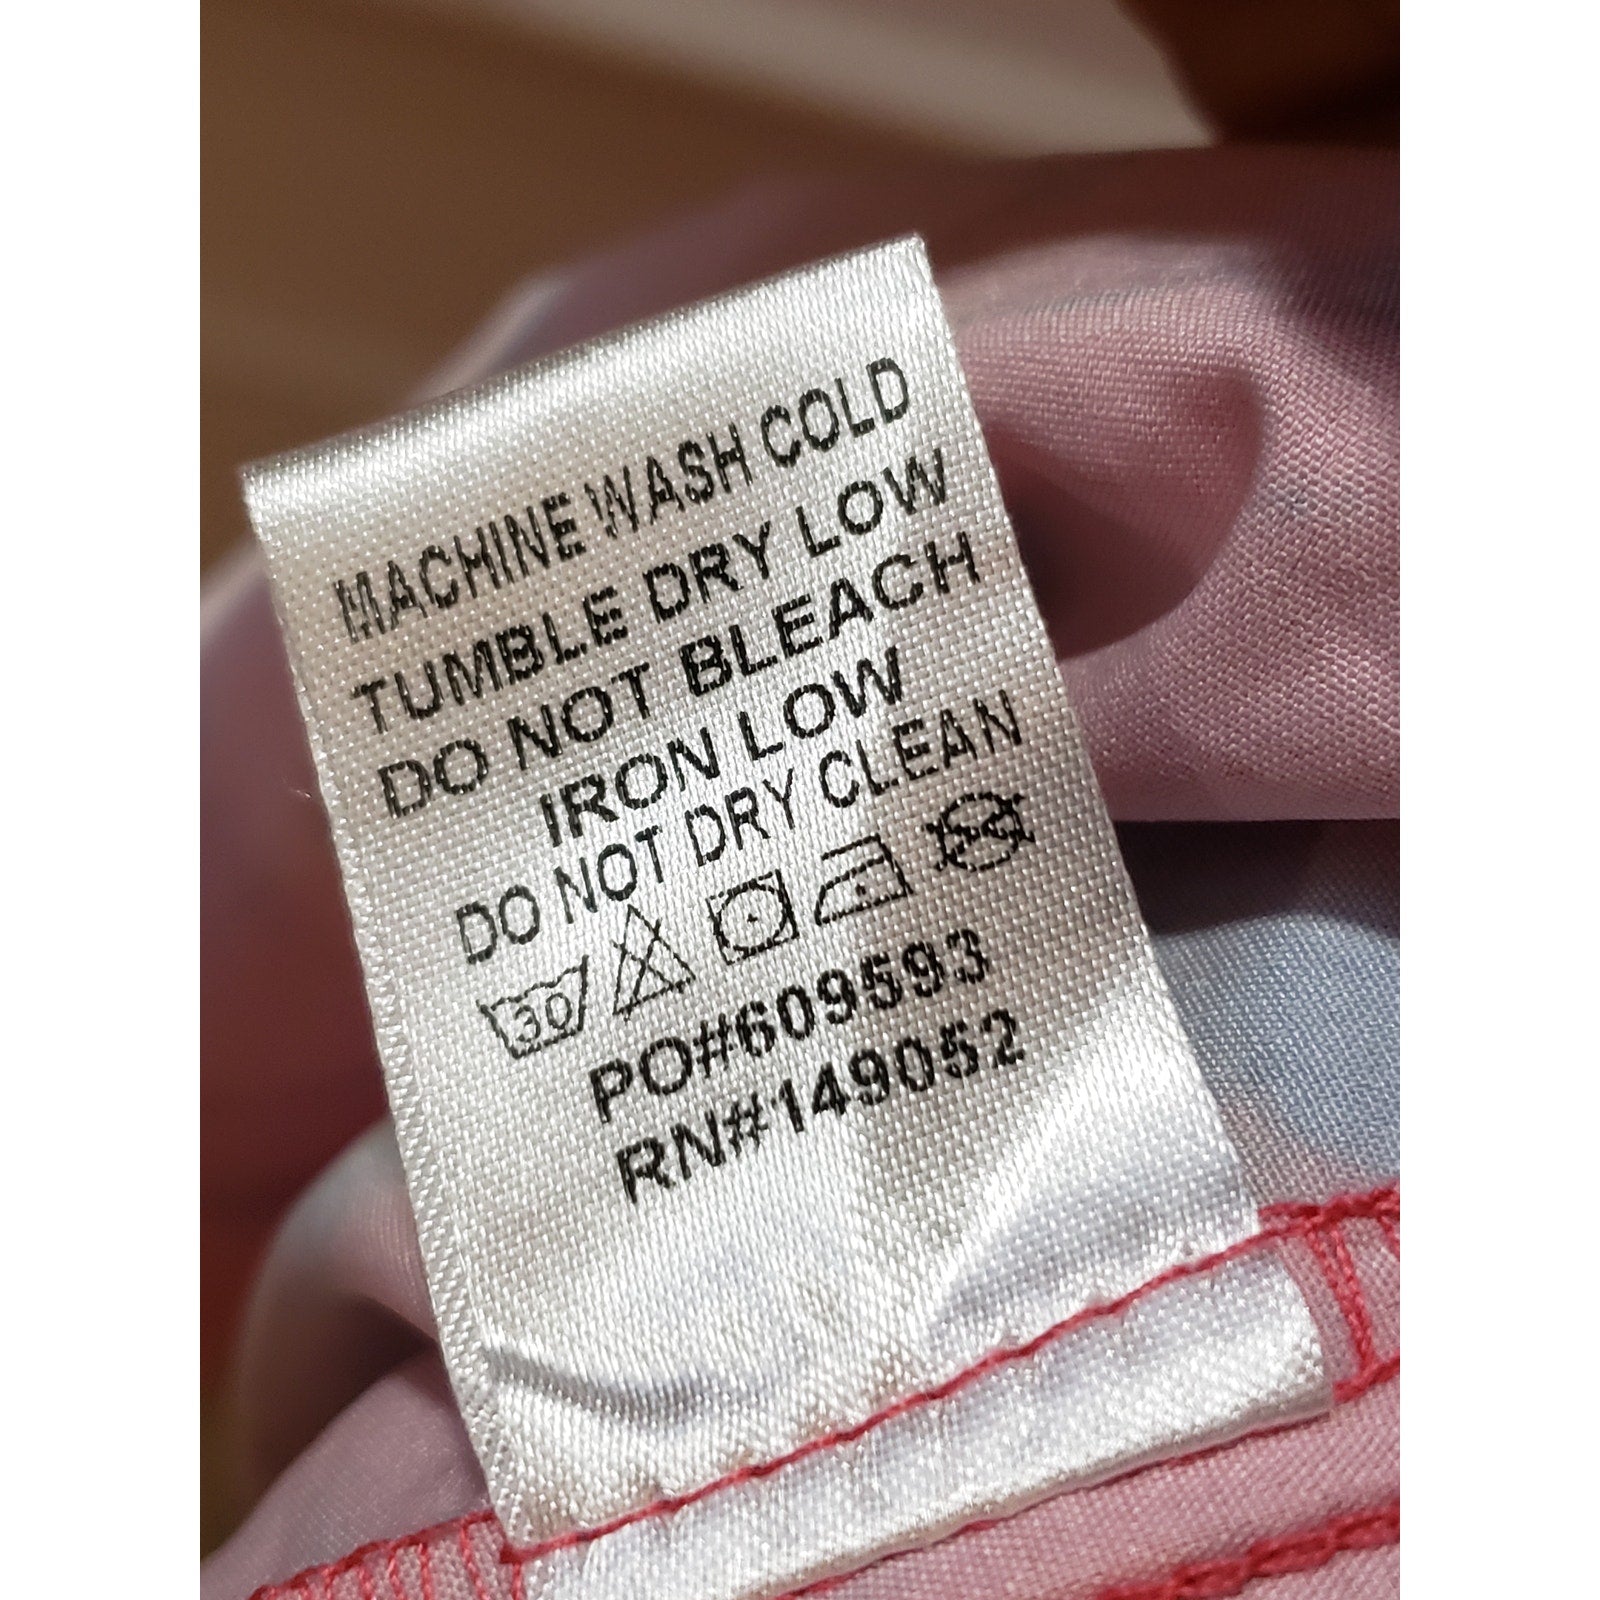 MACHINE WASH COLD
TUMBLE DRY LOW
DO NOT BLEACH
IRON LOW
DO NOT DRY CLEAN
30
PO#609593
RN#149052